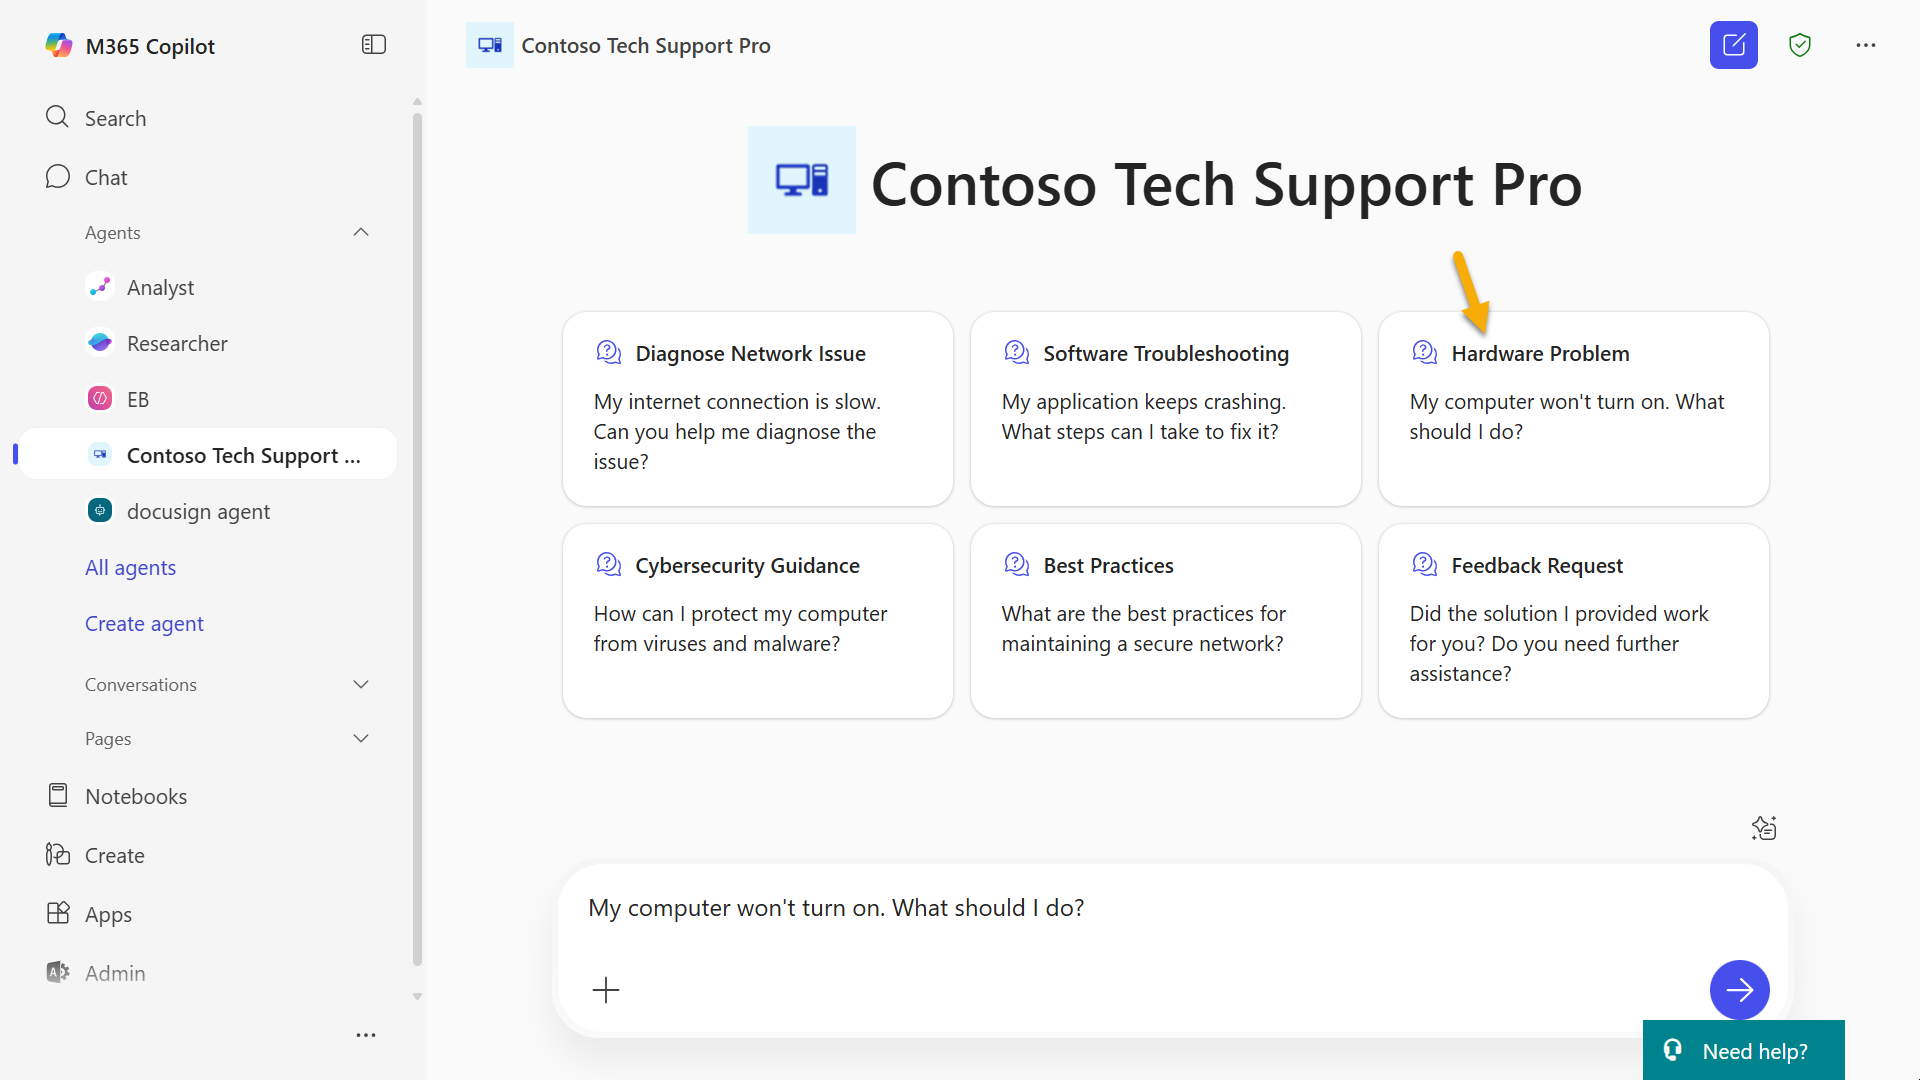 M365 Copilot
Search
Chat
Agents
Analyst
Researcher
EB
Contoso Tech Support ...
docusign agent
All agents
Create agent
Conversations
Pages
Notebooks
Create
Apps
Admin
Contoso Tech Support Pro
Contoso Tech Support Pro
Diagnose Network Issue
My internet connection is slow.
Can you help me diagnose the
issue?
Software Troubleshooting
My application keeps crashing.
What steps can I take to fix it?
Hardware Problem
My computer won't turn on. What
should I do?
Cybersecurity Guidance
How can I protect my computer
from viruses and malware?
Best Practices
What are the best practices for
maintaining a secure network?
Feedback Request
Did the solution I provided work
for you? Do you need further
assistance?
My computer won't turn on. What should I do?
Need help?